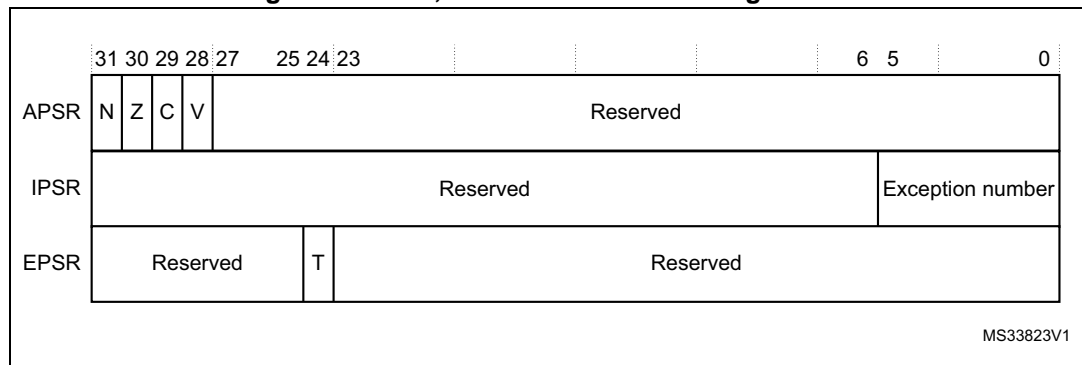 31 30 29 28 27 25 24 23 6 5 0
APSR N Z C V Reserved
IPSR Reserved Exception number
EPSR Reserved T Reserved
MS33823V1